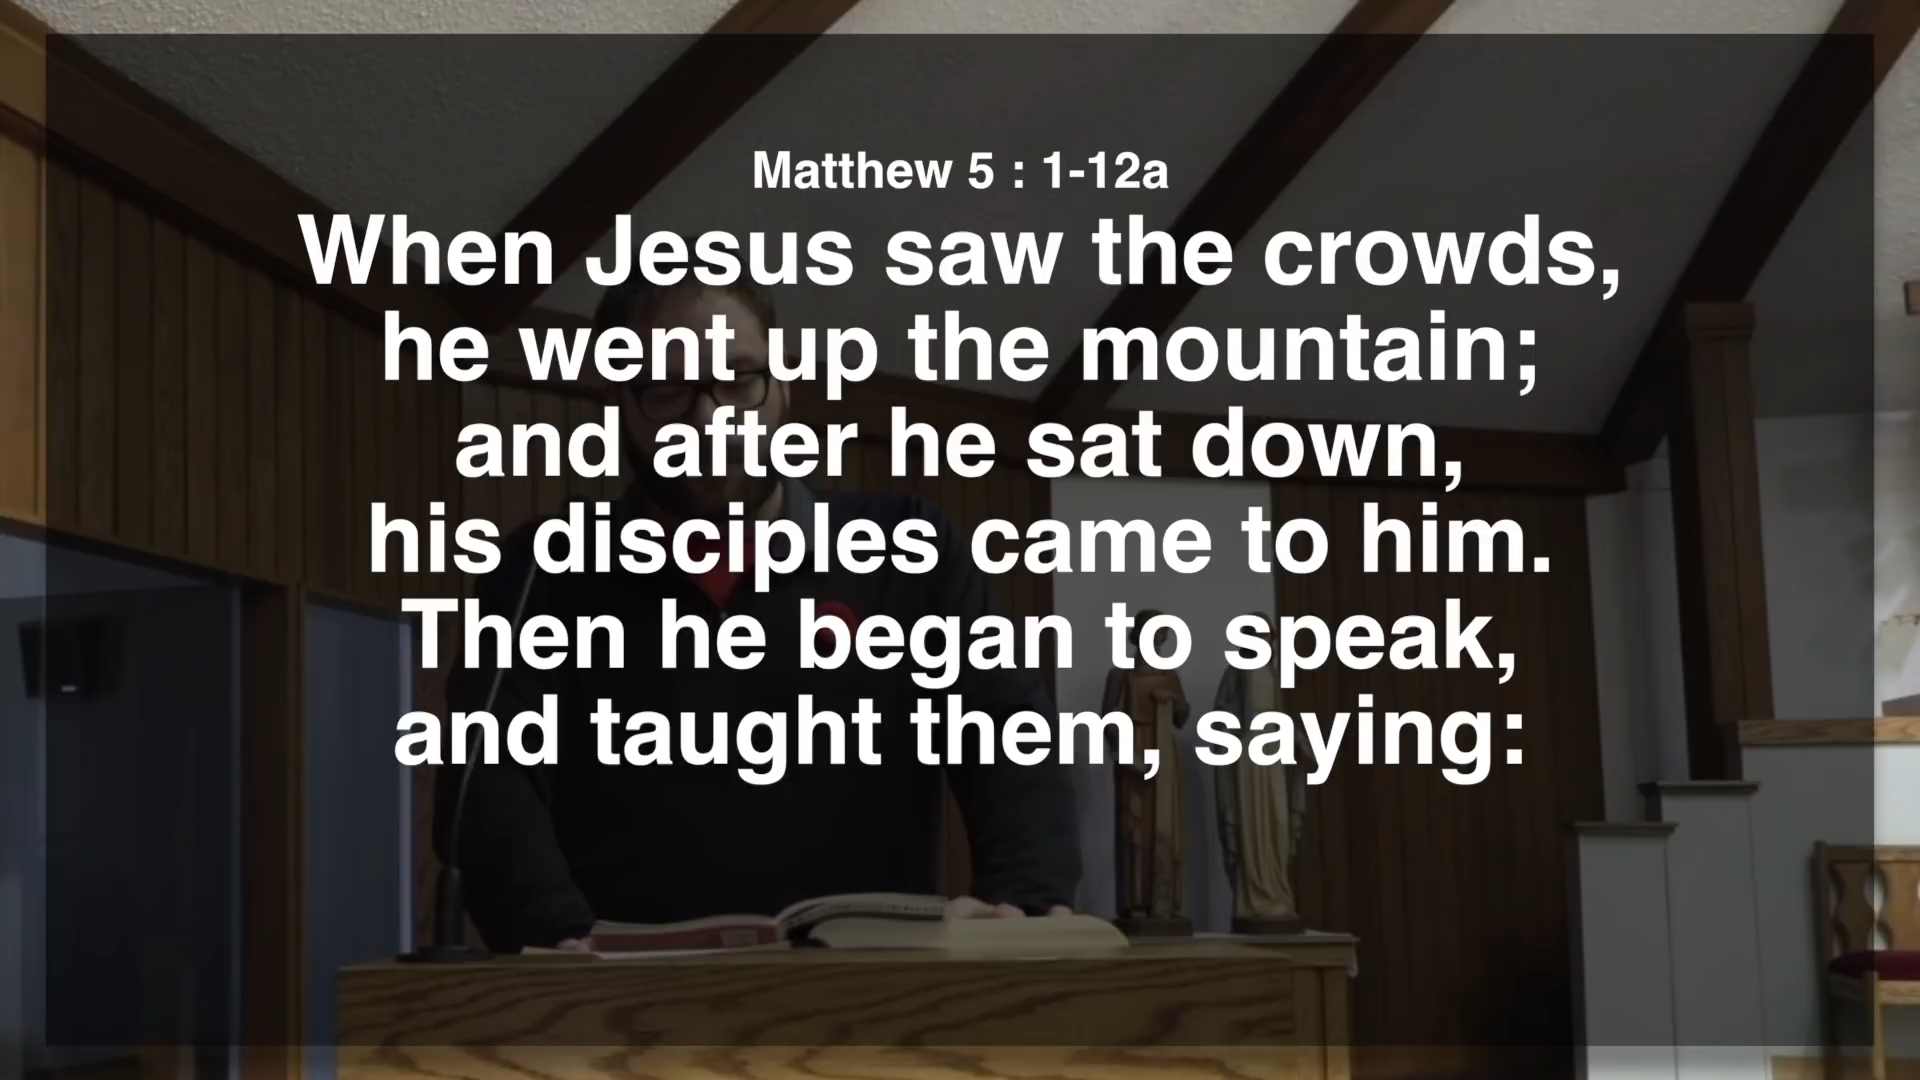 Matthew 5 : 1-12a
When Jesus saw the crowds,
he went up the mountain;
and after he sat down,
his disciples came to him.
Then he began to speak,
and taught them, saying: